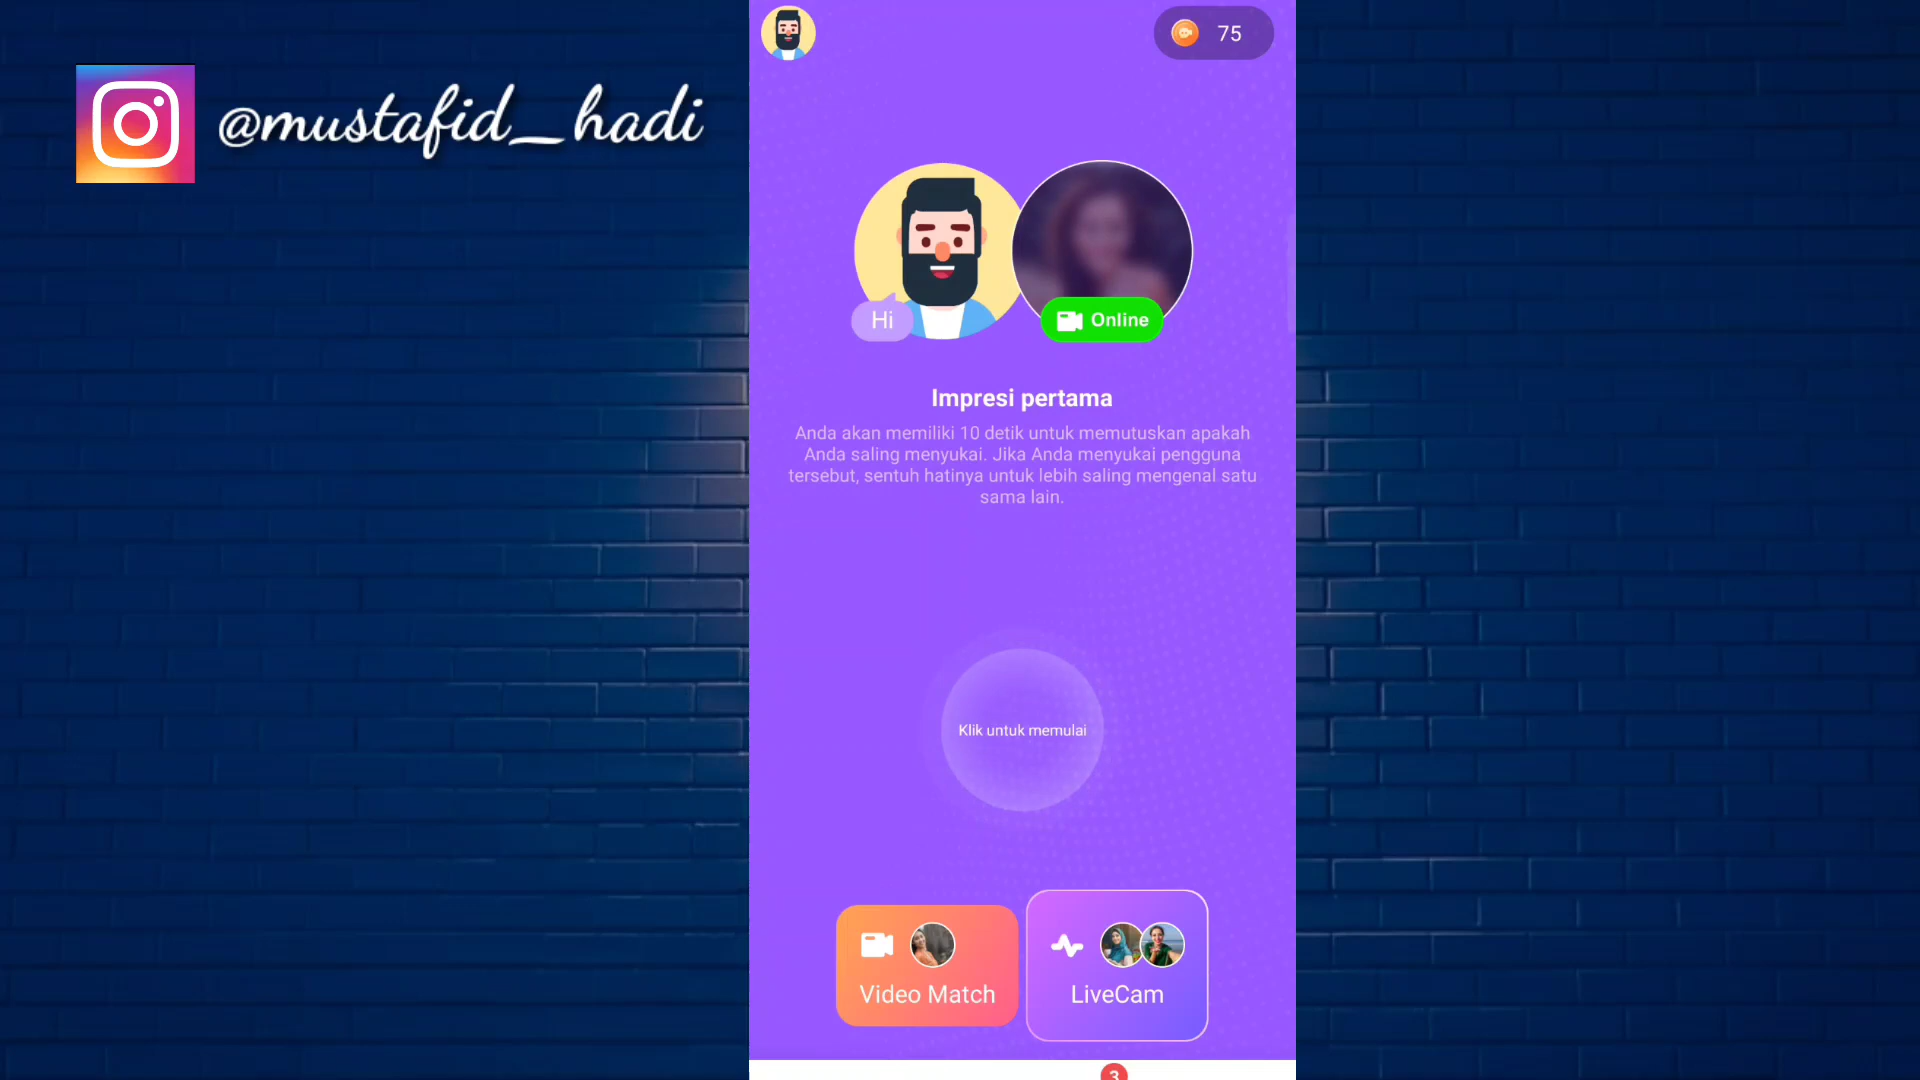 @mustafid_hadi
75
Hi
Online
Impresi pertama
Anda akan memiliki 10 detik untuk memutuskan apakah
Anda saling menyukai. Jika Anda menyukai pengguna
tersebut, sentuh hatinya untuk lebih saling mengenal satu
sama lain.
Klik untuk memulai
Video Match
LiveCam
3